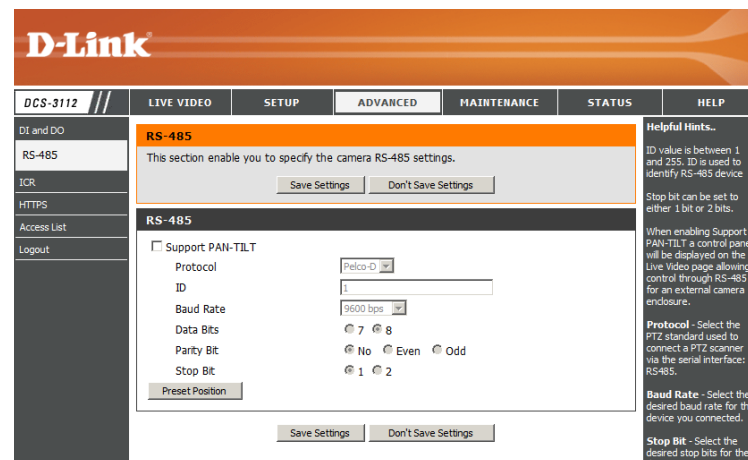 D-Link
DCS-3112
LIVE VIDEO
SETUP
ADVANCED
MAINTENANCE
STATUS
HELP
DI and DO
RS-485
ICR
HTTPS
Access List
Logout
RS-485
This section enable you to specify the camera RS-485 settings.
Save Settings
Don't Save Settings
RS-485
Support PAN-TILT
Protocol
Pelco-D
ID
1
Baud Rate
9600 bps
Data Bits
7
8
Parity Bit
No
Even
Odd
Stop Bit
1
2
Preset Position
Save Settings
Don't Save Settings
Helpful Hints..
ID value is between 1
and 255. ID is used to
identify RS-485 device
Stop bit can be set to
either 1 bit or 2 bits.
When enabling Support
PAN-TILT a control pane
will be displayed on the
Live Video page allowing
control through RS-485
for an external camera
enclosure.
Protocol - Select the
PTZ standard used to
connect a PTZ scanner
via the serial interface:
RS485.
Baud Rate - Select the
desired baud rate for th
device you connected.
Stop Bit - Select the
desired stop bits for the